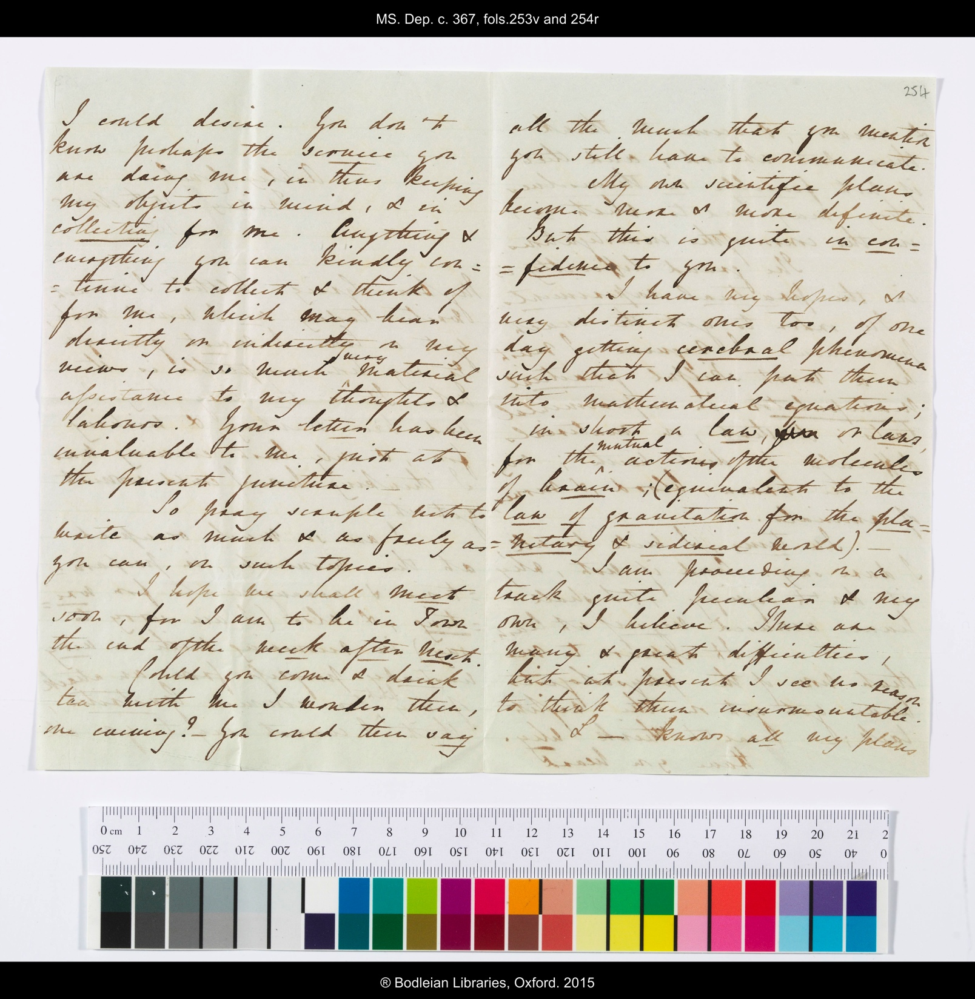 MS. Dep. c. 367, fols.253v and 254r
I could desire. You don't
know perhaps the service you
are doing me, in thus keeping
my objects in mind, & in
collecting for me. Anything &
everything you can kindly con=
=tinue to collect & think of
for me, which may bear
directly or indirectly on my
views, is so much very material
assistance to my thoughts &
labours. Your letter has been
invaluable to me, just at
the present juncture. —
So pray scruple not to
write as much & as freely as
you can, on such topics.
I hope we shall meet
soon, for I am to be in Town
the end of the week after next.
Could you come & drink
tea with me I wonder then,
one evening? — You could then say
254
all the much that you mention
you still have to communicate.
My own scientific plans
become more & more definite.
But this is quite in con=
=fidence to you.
I have my hopes, &
very distinct ones too, of one
day getting cerebral phenomena
such that I can put them
into mathematical equations;
in short a law, or laws,
for the mutual actions of the molecules
of brain; (equivalent to the
law of gravitation for the pla=
=netary & sidereal world). —
I am proceeding on a
track quite peculiar & my
own, I believe. There are
many & great difficulties,
but at present I see no reason
to think them insurmountable.
L — knows all my plans
0 cm 1 2 3 4 5 6 7 8 9 10 11 12 13 14 15 16 17 18 19 20 21 2
250 240 230 220 210 200 190 180 170 160 150 140 130 120 110 100 90 80 70 60 50 40 0
® Bodleian Libraries, Oxford. 2015